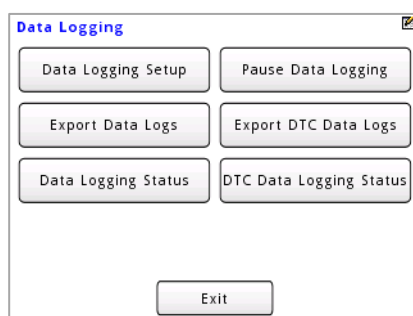 Data Logging
Data Logging Setup
Pause Data Logging
Export Data Logs
Export DTC Data Logs
Data Logging Status
DTC Data Logging Status
Exit